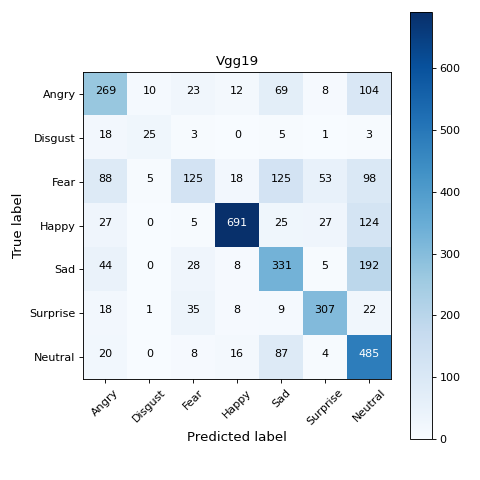 Vgg19
True label
Angry 269 10 23 12 69 8 104
Disgust 18 25 3 0 5 1 3
Fear 88 5 125 18 125 53 98
Happy 27 0 5 691 25 27 124
Sad 44 0 28 8 331 5 192
Surprise 18 1 35 8 9 307 22
Neutral 20 0 8 16 87 4 485
Angry Disgust Fear Happy Sad Surprise Neutral
Predicted label
600
500
400
300
200
100
0